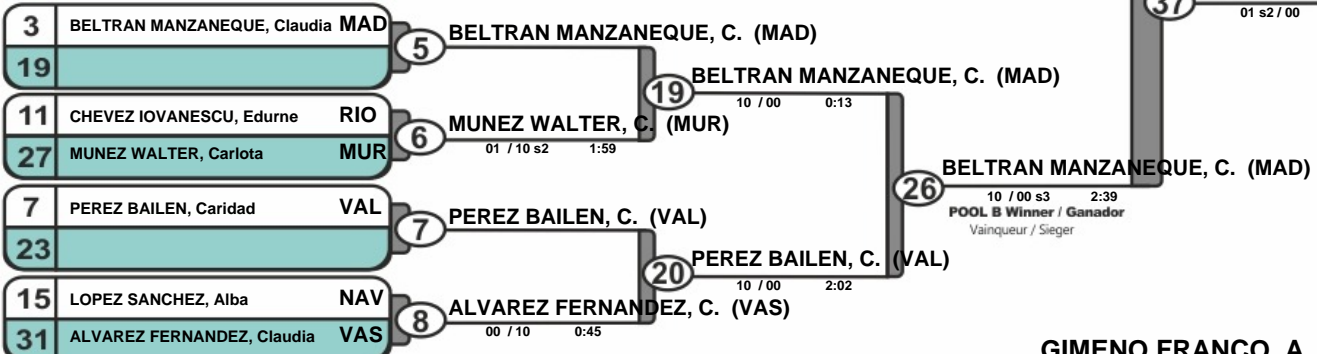 37
01 s2 / 00
3 BELTRAN MANZANEQUE, Claudia MAD
19
5 BELTRAN MANZANEQUE, C. (MAD)
11 CHEVEZ IOVANESCU, Edurne RIO
27 MUNEZ WALTER, Carlota MUR
6 MUNEZ WALTER, C. (MUR)
01 / 10 s2 1:59
19 BELTRAN MANZANEQUE, C. (MAD)
10 / 00 0:13
7 PEREZ BAILEN, Caridad VAL
23
7 PEREZ BAILEN, C. (VAL)
15 LOPEZ SANCHEZ, Alba NAV
31 ALVAREZ FERNANDEZ, Claudia VAS
8 ALVAREZ FERNANDEZ, C. (VAS)
00 / 10 0:45
20 PEREZ BAILEN, C. (VAL)
10 / 00 2:02
26 BELTRAN MANZANEQUE, C. (MAD)
10 / 00 s3 2:39
POOL B Winner / Ganador
Vainqueur / Sieger
GIMENO FRANCO, A